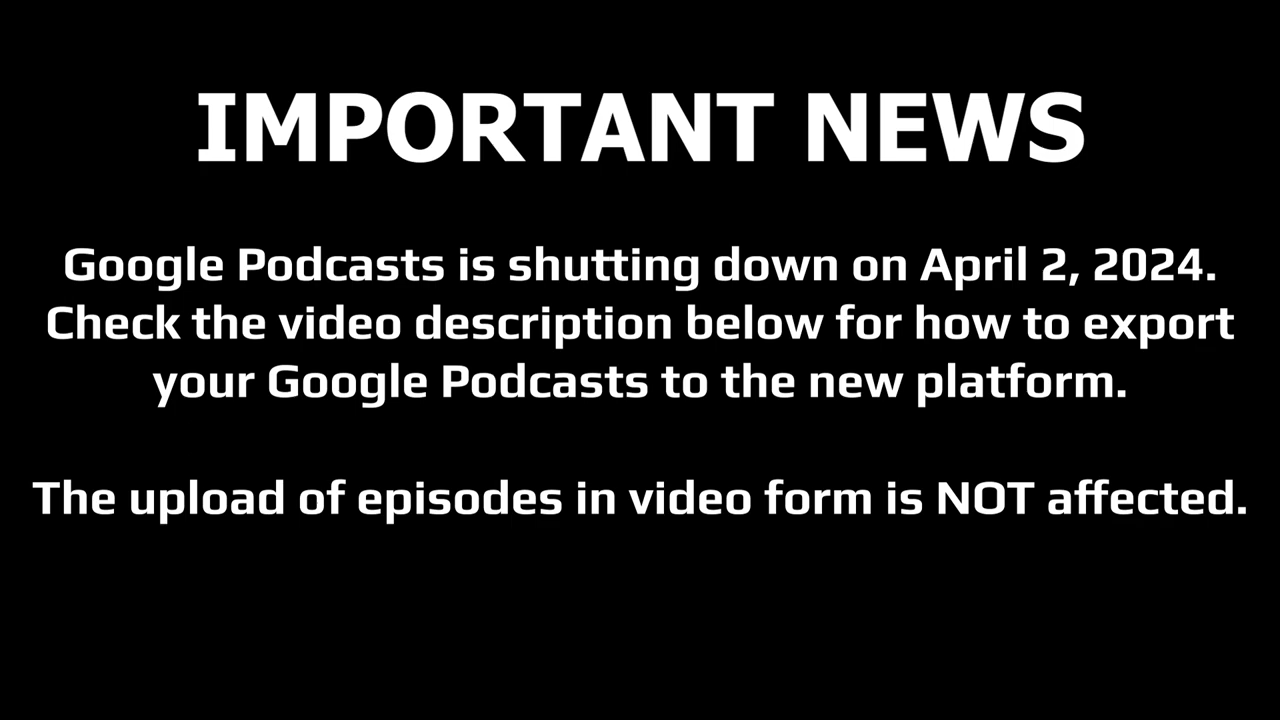 IMPORTANT NEWS
Google Podcasts is shutting down on April 2, 2024.
Check the video description below for how to export
your Google Podcasts to the new platform.
The upload of episodes in video form is NOT affected.